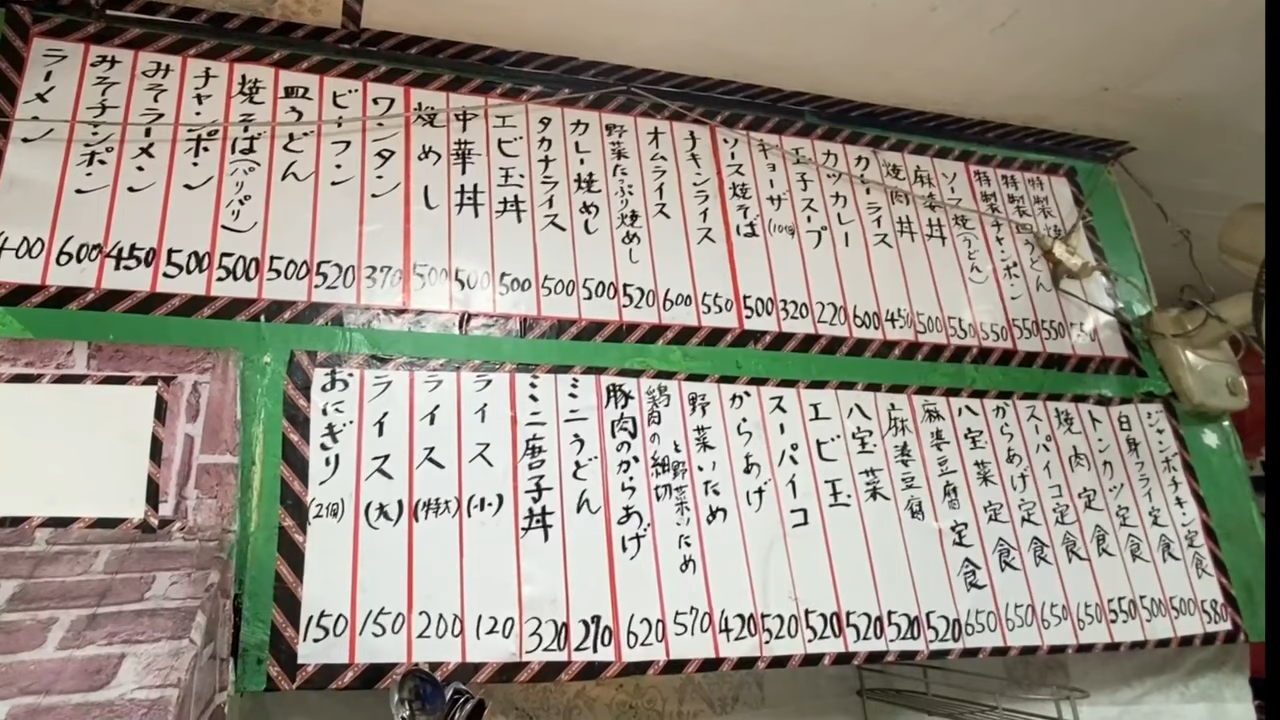 ラーメン 400
みそチャンポン 600
みそラーメン 450
チャンポン 500
焼そば(パリパリ) 500
皿うどん 500
ビーフン 520
ワンタン 370
焼めし 500
中華丼 500
エビ玉丼 500
タカナライス 500
カレー焼めし 500
野菜たっぷり焼めし 520
オムライス 600
チキンライス 550
ソース焼そば 500
ギョーザ(10個) 320
玉子スープ 220
カツカレー 600
カレーライス 450
焼肉丼 500
麻婆丼 550
ソース焼(うどん) 550
特製チャンポン 550
特製皿うどん 550
特製焼 550
おにぎり(2個) 150
ライス(大) 150
ライス(特大) 200
ライス(小) 120
ミニ唐子丼 320
ミニうどん 270
豚肉のからあげ 620
鶏肉の細切と野菜いため 570
野菜いため 420
からあげ 520
スーパイコ 520
エビ玉 520
八宝菜 520
麻婆豆腐 520
麻婆豆腐定食 650
八宝菜定食 650
からあげ定食 650
スーパイコ定食 650
焼肉定食 550
トンカツ定食 500
白身フライ定食 500
ジャンボチキン定食 580